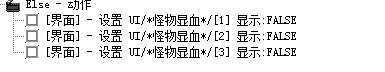 Else - z动作
[界面] - 设置 UI/*怪物显血*/[1] 显示:FALSE
[界面] - 设置 UI/*怪物显血*/[2] 显示:FALSE
[界面] - 设置 UI/*怪物显血*/[3] 显示:FALSE